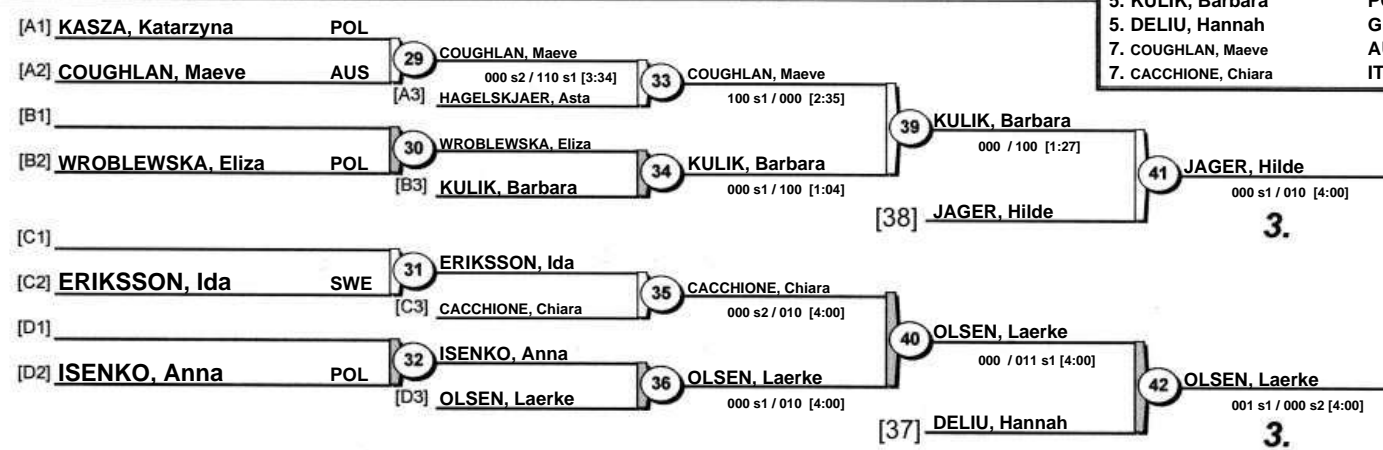 5. KULIK, Barbara
5. DELIU, Hannah G
7. COUGHLAN, Maeve AU
7. CACCHIONE, Chiara IT
[A1] KASZA, Katarzyna POL
29 COUGHLAN, Maeve
000 s2 / 110 s1 [3:34]
[A2] COUGHLAN, Maeve AUS
[A3] HAGELSKJAER, Asta
33 COUGHLAN, Maeve
100 s1 / 000 [2:35]
[B1]
30 WROBLEWSKA, Eliza
[B2] WROBLEWSKA, Eliza POL
[B3] KULIK, Barbara
34 KULIK, Barbara
000 s1 / 100 [1:04]
39 KULIK, Barbara
000 / 100 [1:27]
[38] JAGER, Hilde
41 JAGER, Hilde
000 s1 / 010 [4:00]
3.
[C1]
31 ERIKSSON, Ida
[C2] ERIKSSON, Ida SWE
[C3] CACCHIONE, Chiara
35 CACCHIONE, Chiara
000 s2 / 010 [4:00]
[D1]
32 ISENKO, Anna
[D2] ISENKO, Anna POL
[D3] OLSEN, Laerke
36 OLSEN, Laerke
000 s1 / 010 [4:00]
40 OLSEN, Laerke
000 / 011 s1 [4:00]
[37] DELIU, Hannah
42 OLSEN, Laerke
001 s1 / 000 s2 [4:00]
3.